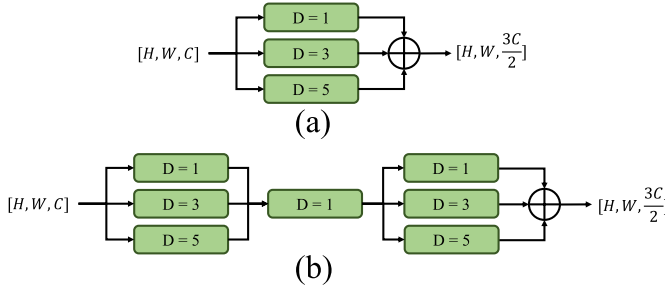 D = 1
[H, W, C] D = 3 [H, W, 3C/2]
D = 5
(a)
D = 1 D = 1
[H, W, C] D = 3 D = 1 D = 3 [H, W, 3C/2]
D = 5 D = 5
(b)